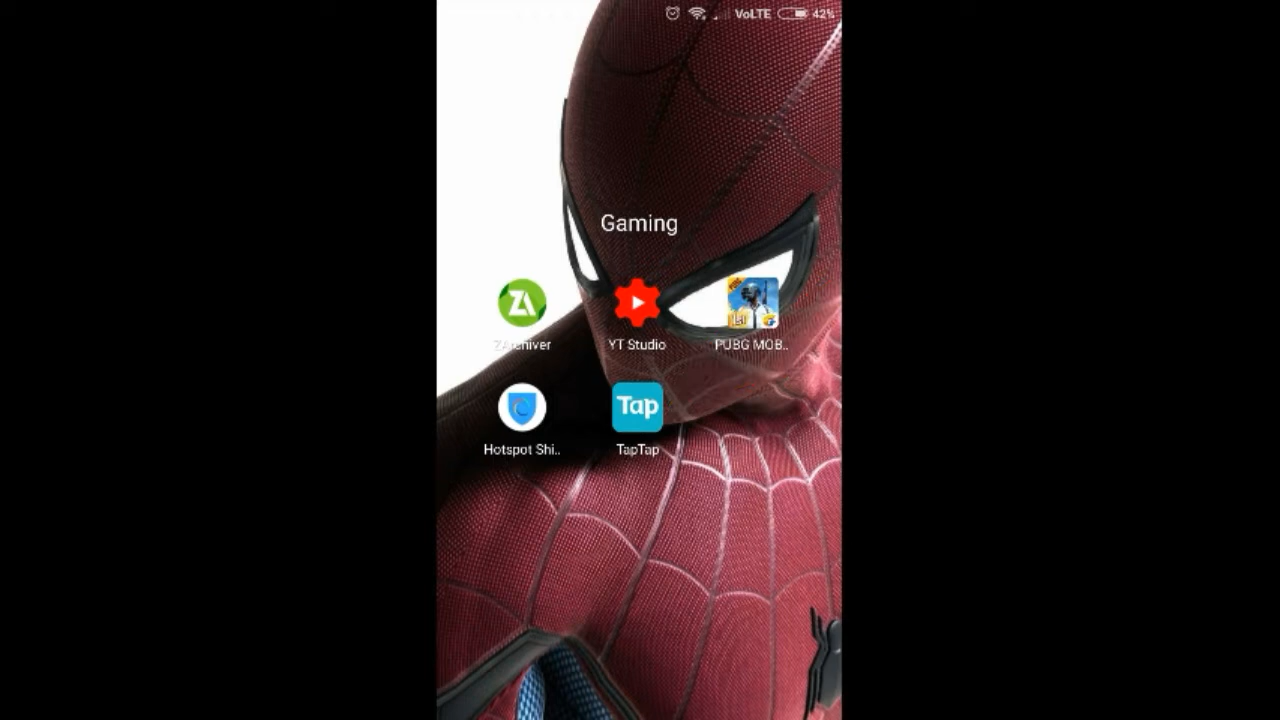 VoLTE 42%
Gaming
ZArchiver YT Studio PUBG MOB..
Hotspot Shi.. TapTap
Tap